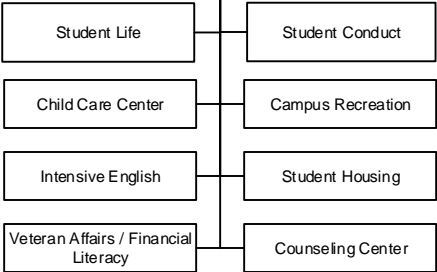 Student Life
Student Conduct
Child Care Center
Campus Recreation
Intensive English
Student Housing
Veteran Affairs / Financial
Literacy
Counseling Center